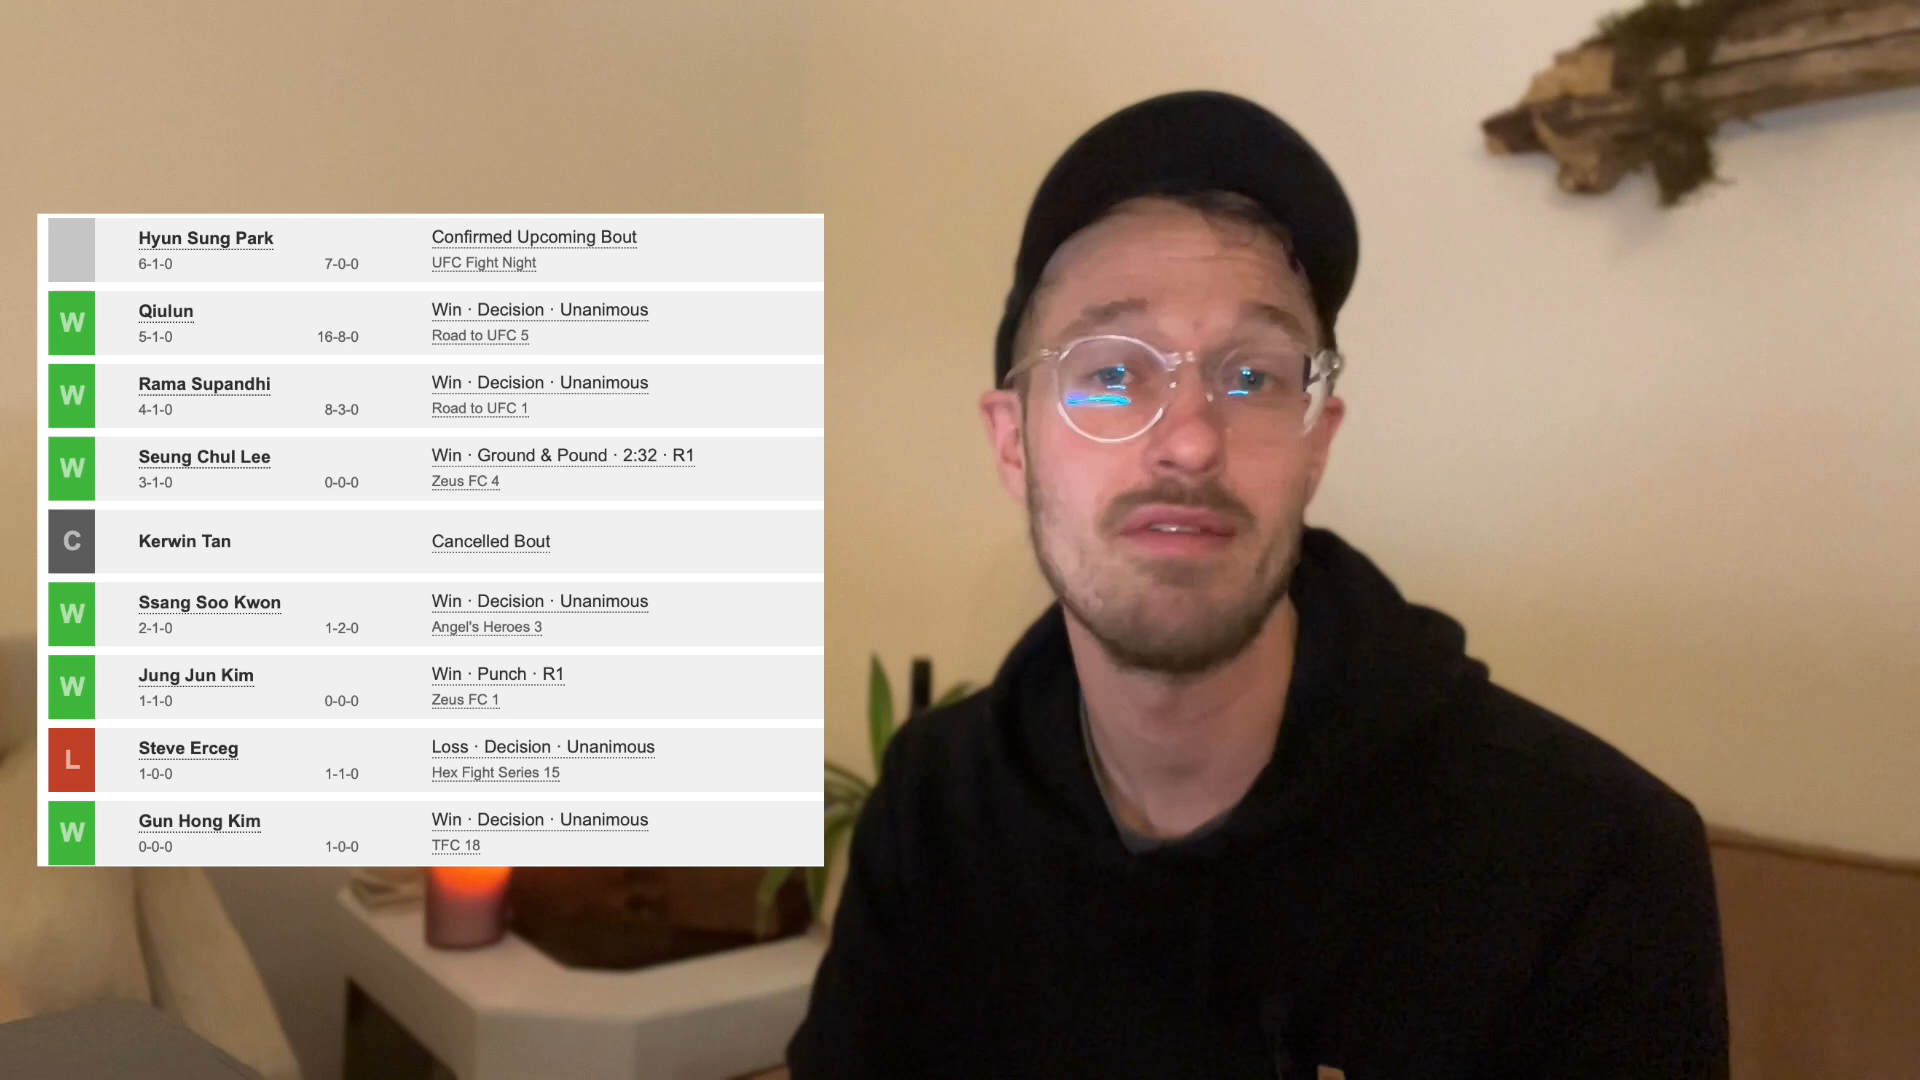 Hyun Sung Park
Confirmed Upcoming Bout
6-1-0 7-0-0 UFC Fight Night
W
Qiulun
Win · Decision · Unanimous
5-1-0 16-8-0 Road to UFC 5
W
Rama Supandhi
Win · Decision · Unanimous
4-1-0 8-3-0 Road to UFC 1
W
Seung Chul Lee
Win · Ground & Pound · 2:32 · R1
3-1-0 0-0-0 Zeus FC 4
C
Kerwin Tan
Cancelled Bout
W
Ssang Soo Kwon
Win · Decision · Unanimous
2-1-0 1-2-0 Angel's Heroes 3
W
Jung Jun Kim
Win · Punch · R1
1-1-0 0-0-0 Zeus FC 1
L
Steve Erceg
Loss · Decision · Unanimous
1-0-0 1-1-0 Hex Fight Series 15
W
Gun Hong Kim
Win · Decision · Unanimous
0-0-0 1-0-0 TFC 18